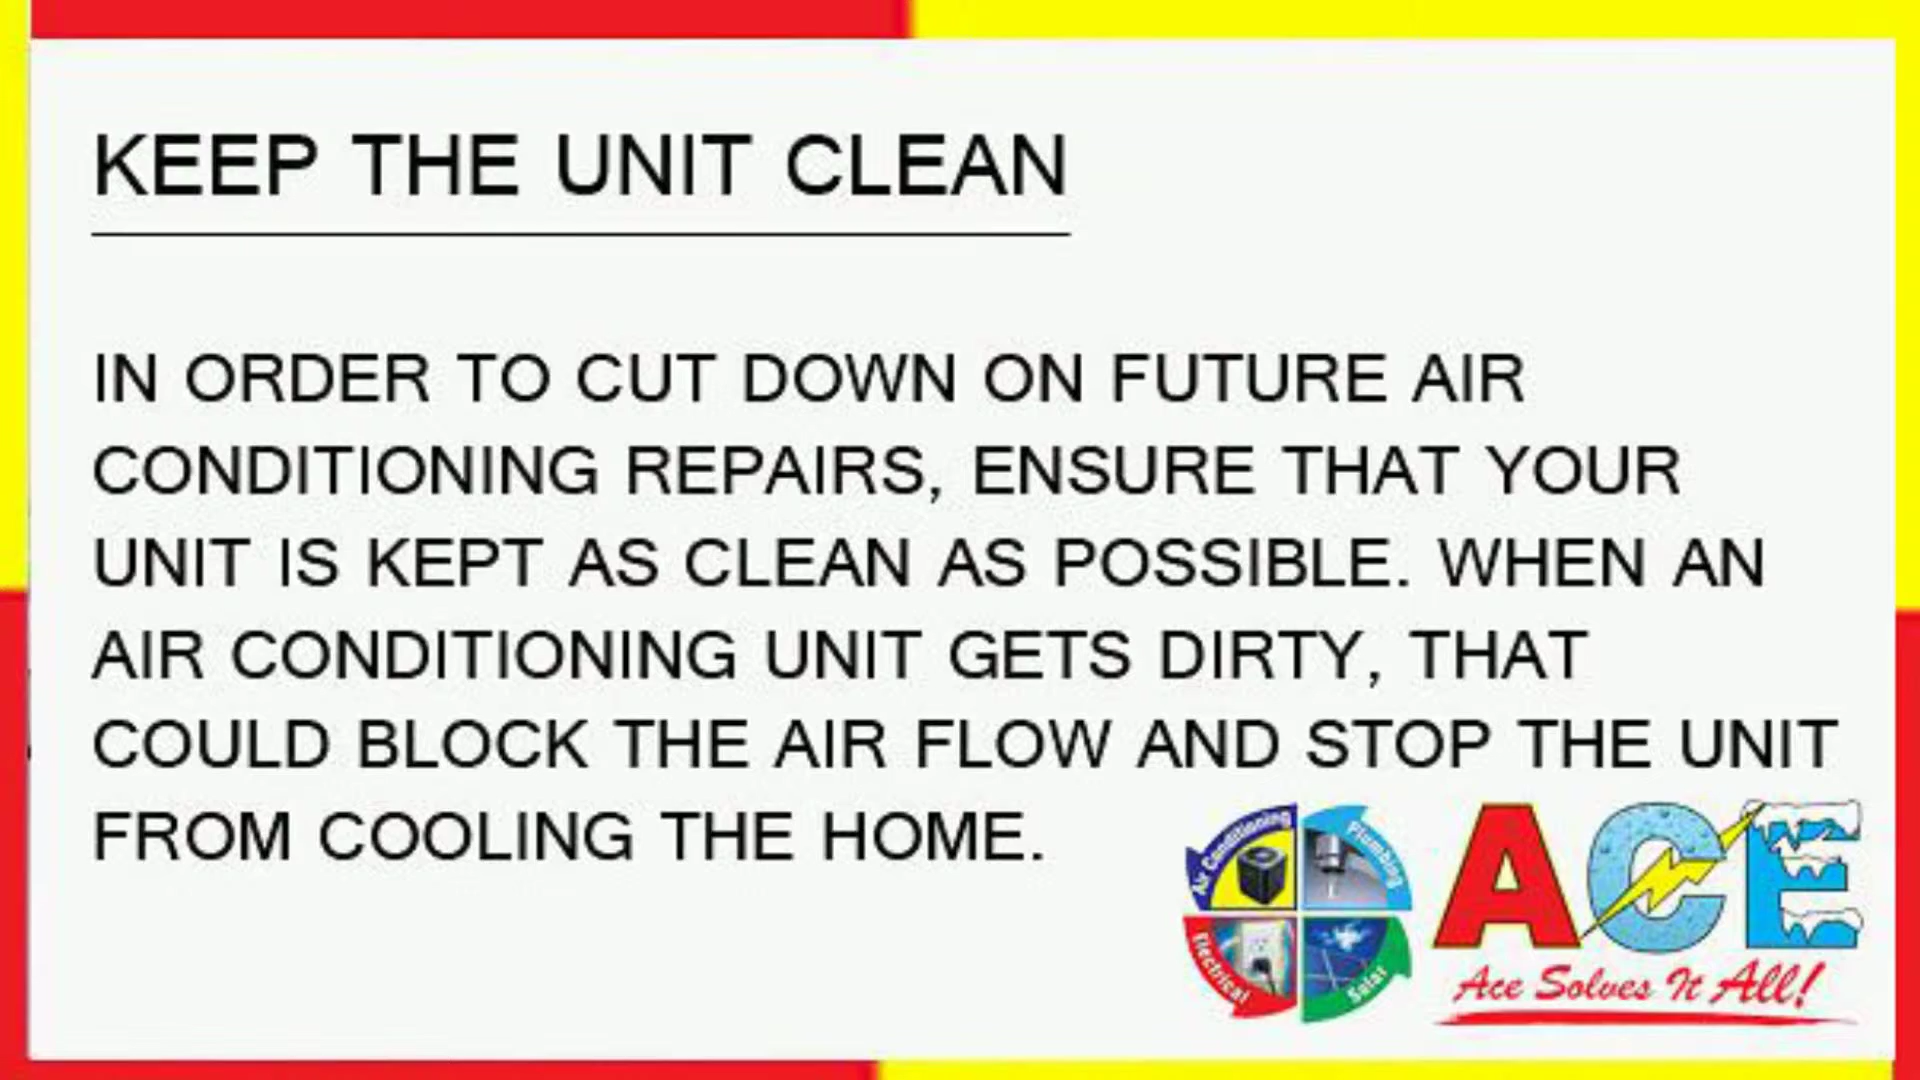 KEEP THE UNIT CLEAN
IN ORDER TO CUT DOWN ON FUTURE AIR
CONDITIONING REPAIRS, ENSURE THAT YOUR
UNIT IS KEPT AS CLEAN AS POSSIBLE. WHEN AN
AIR CONDITIONING UNIT GETS DIRTY, THAT
COULD BLOCK THE AIR FLOW AND STOP THE UNIT
FROM COOLING THE HOME.
Air Conditioning
Plumbing
Electrical
Solar
ACE
Ace Solves It All!